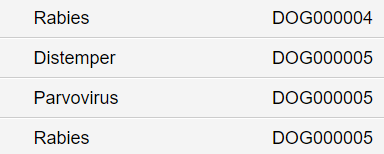 Rabies DOG000004
Distemper DOG000005
Parvovirus DOG000005
Rabies DOG000005